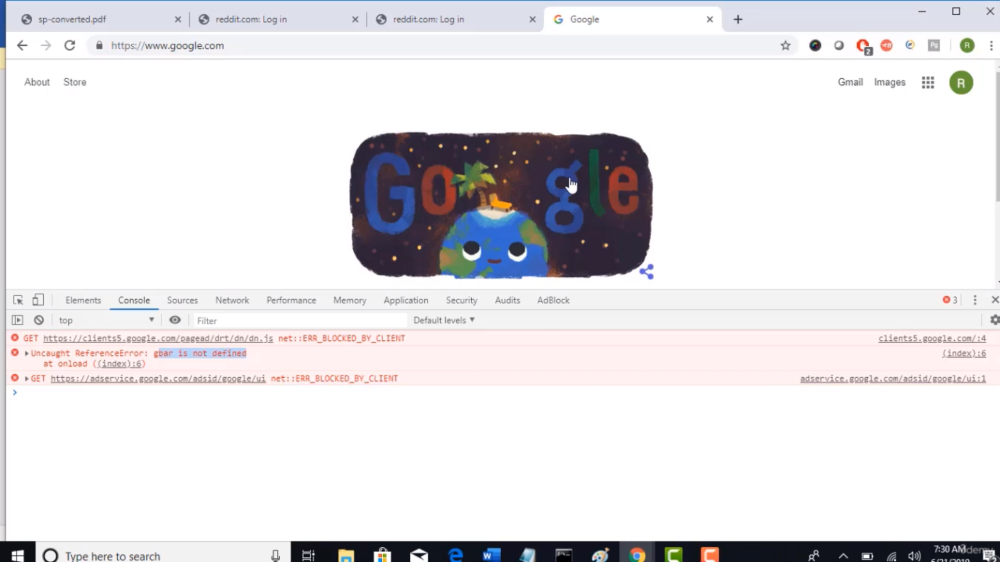 sp-converted.pdf
reddit.com: Log in
reddit.com: Log in
Google
https://www.google.com
2
Pg
R
About
Store
Gmail
Images
R
Google
Elements
Console
Sources
Network
Performance
Memory
Application
Security
Audits
AdBlock
3
top
Filter
Default levels
GET https://clients5.google.com/pagead/drt/dn/dn.js net::ERR_BLOCKED_BY_CLIENT
clients5.google.com/:4
Uncaught ReferenceError: gbar is not defined
(index):6
at onload ((index):6)
GET https://adservice.google.com/adsid/google/ui net::ERR_BLOCKED_BY_CLIENT
adservice.google.com/adsid/google/ui:1
Type here to search
7:30 AM